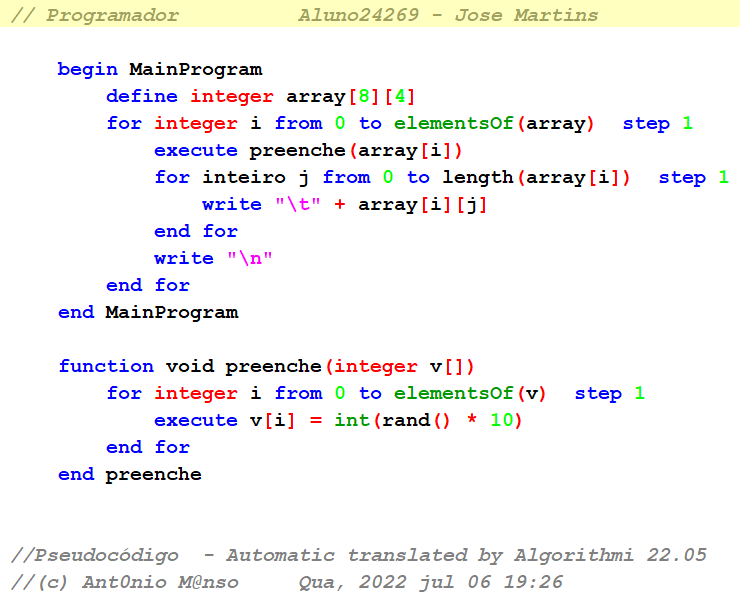 // Programador          Aluno24269 - Jose Martins
    begin MainProgram
        define integer array[8][4]
        for integer i from 0 to elementsOf(array)  step 1
            execute preenche(array[i])
            for inteiro j from 0 to length(array[i])  step 1
                write "\t" + array[i][j]
            end for
            write "\n"
        end for
    end MainProgram
    function void preenche(integer v[])
        for integer i from 0 to elementsOf(v)  step 1
            execute v[i] = int(rand() * 10)
        end for
    end preenche
//Pseudocódigo  - Automatic translated by Algorithmi 22.05
//(c) Ant0nio M@nso     Qua, 2022 jul 06 19:26